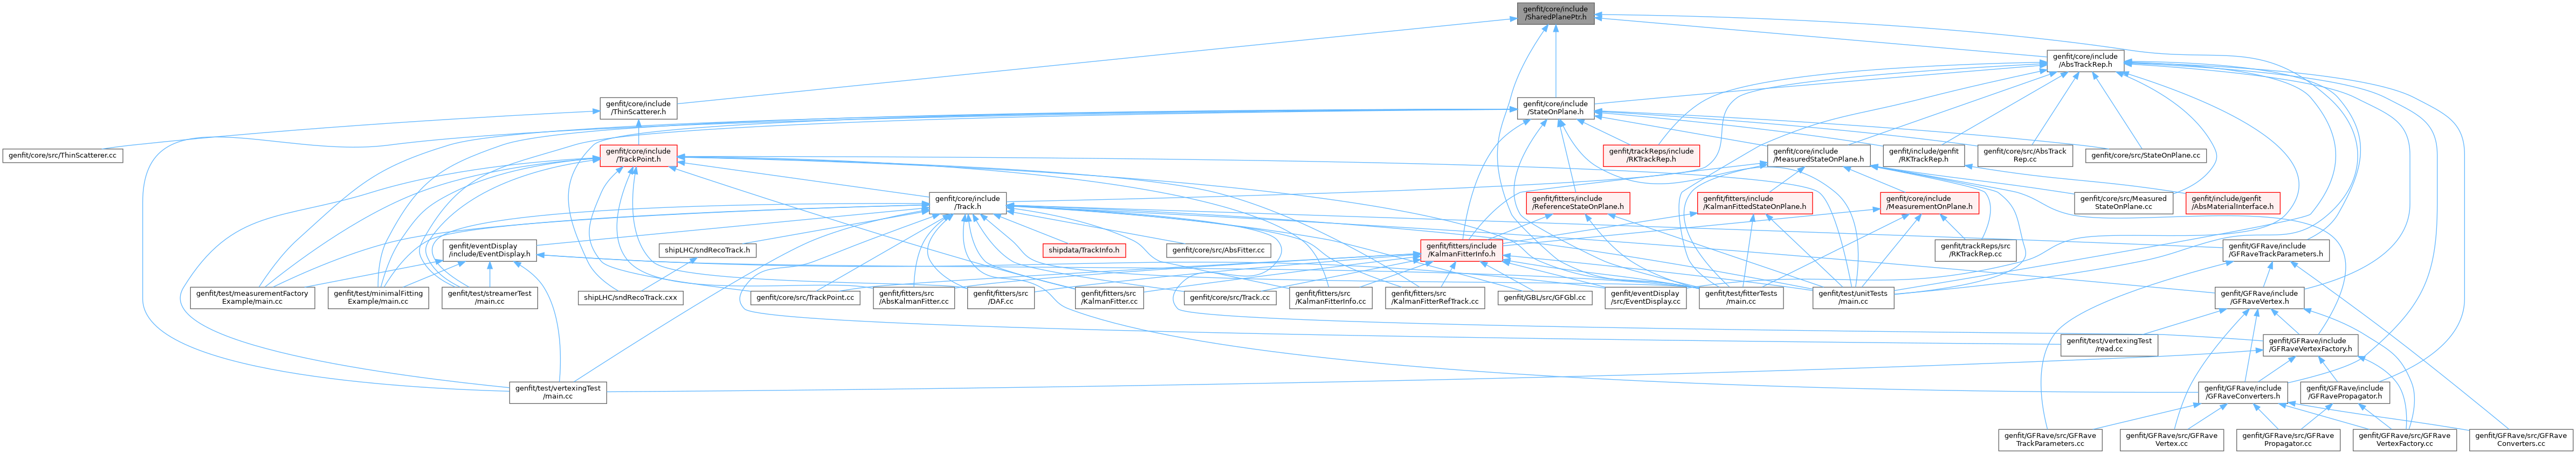 genfit/core/include
/SharedPlanePtr.h
genfit/core/include
/AbsTrackRep.h
genfit/core/include
/ThinScatterer.h
genfit/core/include
/StateOnPlane.h
genfit/core/src/ThinScatterer.cc
genfit/core/include
/TrackPoint.h
genfit/trackReps/include
/RKTrackRep.h
genfit/core/include
/MeasuredStateOnPlane.h
genfit/include/genfit
/RKTrackRep.h
genfit/core/src/AbsTrack
Rep.cc
genfit/core/src/StateOnPlane.cc
genfit/core/include
/Track.h
genfit/fitters/include
/ReferenceStateOnPlane.h
genfit/fitters/include
/KalmanFittedStateOnPlane.h
genfit/core/include
/MeasurementOnPlane.h
genfit/core/src/Measured
StateOnPlane.cc
genfit/include/genfit
/AbsMaterialInterface.h
genfit/eventDisplay
/include/EventDisplay.h
shipLHC/sndRecoTrack.h
shipdata/TrackInfo.h
genfit/core/src/AbsFitter.cc
genfit/fitters/include
/KalmanFitterInfo.h
genfit/trackReps/src
/RKTrackRep.cc
genfit/GFRave/include
/GFRaveTrackParameters.h
genfit/test/measurementFactory
Example/main.cc
genfit/test/minimalFitting
Example/main.cc
genfit/test/streamerTest
/main.cc
shipLHC/sndRecoTrack.cxx
genfit/core/src/TrackPoint.cc
genfit/fitters/src
/AbsKalmanFitter.cc
genfit/fitters/src
/DAF.cc
genfit/fitters/src
/KalmanFitter.cc
genfit/core/src/Track.cc
genfit/fitters/src
/KalmanFitterInfo.cc
genfit/fitters/src
/KalmanFitterRefTrack.cc
genfit/GBL/src/GFGbl.cc
genfit/eventDisplay
/src/EventDisplay.cc
genfit/test/fitterTests
/main.cc
genfit/test/unitTests
/main.cc
genfit/GFRave/include
/GFRaveVertex.h
genfit/test/vertexingTest
/read.cc
genfit/GFRave/include
/GFRaveVertexFactory.h
genfit/test/vertexingTest
/main.cc
genfit/GFRave/include
/GFRaveConverters.h
genfit/GFRave/include
/GFRavePropagator.h
genfit/GFRave/src/GFRave
TrackParameters.cc
genfit/GFRave/src/GFRave
Vertex.cc
genfit/GFRave/src/GFRave
Propagator.cc
genfit/GFRave/src/GFRave
VertexFactory.cc
genfit/GFRave/src/GFRave
Converters.cc